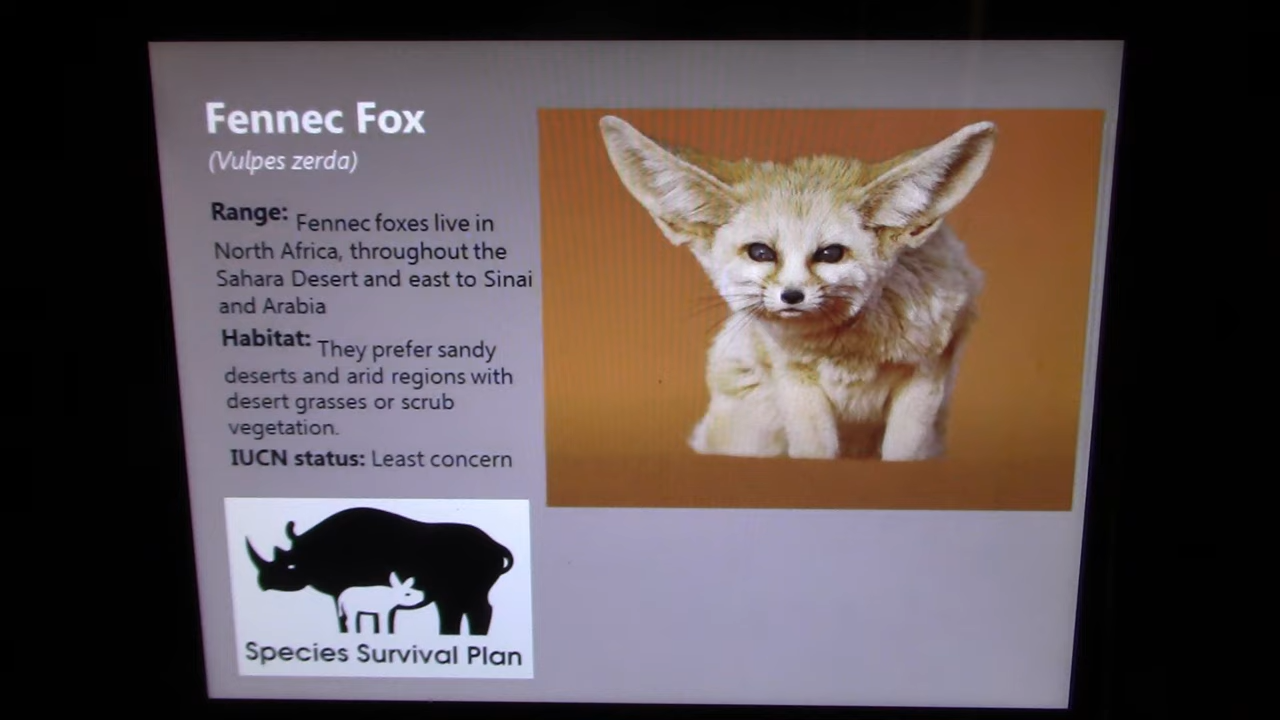 Fennec Fox
(Vulpes zerda)
Range: Fennec foxes live in
North Africa, throughout the
Sahara Desert and east to Sinai
and Arabia
Habitat: They prefer sandy
deserts and arid regions with
desert grasses or scrub
vegetation.
IUCN status: Least concern
Species Survival Plan